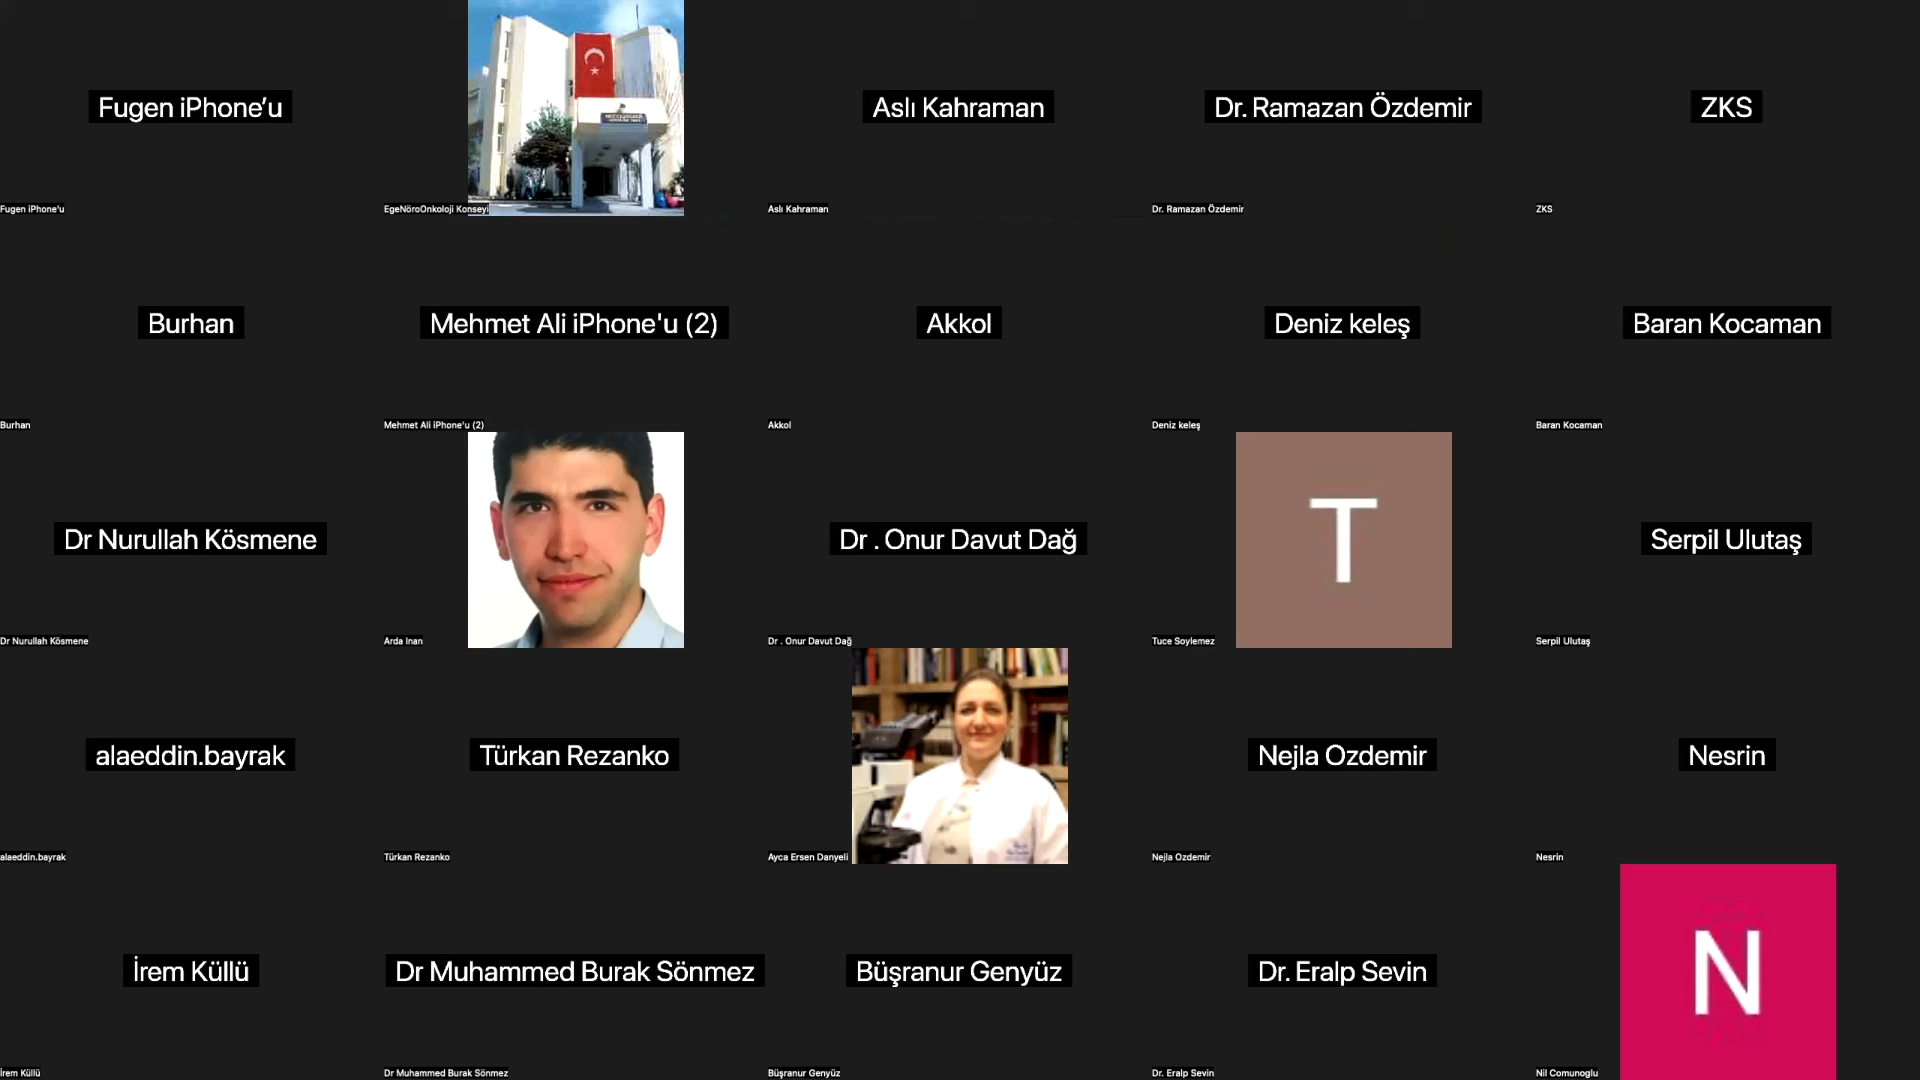 Fugen iPhone’u
Aslı Kahraman
Dr. Ramazan Özdemir
ZKS
Fugen iPhone'u
EgeNöroOnkoloji Konseyi
Aslı Kahraman
Dr. Ramazan Özdemir
ZKS
Burhan
Mehmet Ali iPhone'u (2)
Akkol
Deniz keleş
Baran Kocaman
Burhan
Mehmet Ali iPhone'u (2)
Akkol
Deniz keleş
Baran Kocaman
Dr Nurullah Kösmene
Dr . Onur Davut Dağ
T
Serpil Ulutaş
Dr Nurullah Kösmene
Arda Inan
Dr . Onur Davut Dağ
Tuce Soylemez
Serpil Ulutaş
alaeddin.bayrak
Türkan Rezanko
Nejla Ozdemir
Nesrin
alaeddin.bayrak
Türkan Rezanko
Ayca Ersen Danyeli
Nejla Ozdemir
Nesrin
İrem Küllü
Dr Muhammed Burak Sönmez
Büşranur Genyüz
Dr. Eralp Sevin
N
İrem Küllü
Dr Muhammed Burak Sönmez
Büşranur Genyüz
Dr. Eralp Sevin
Nil Comunoglu